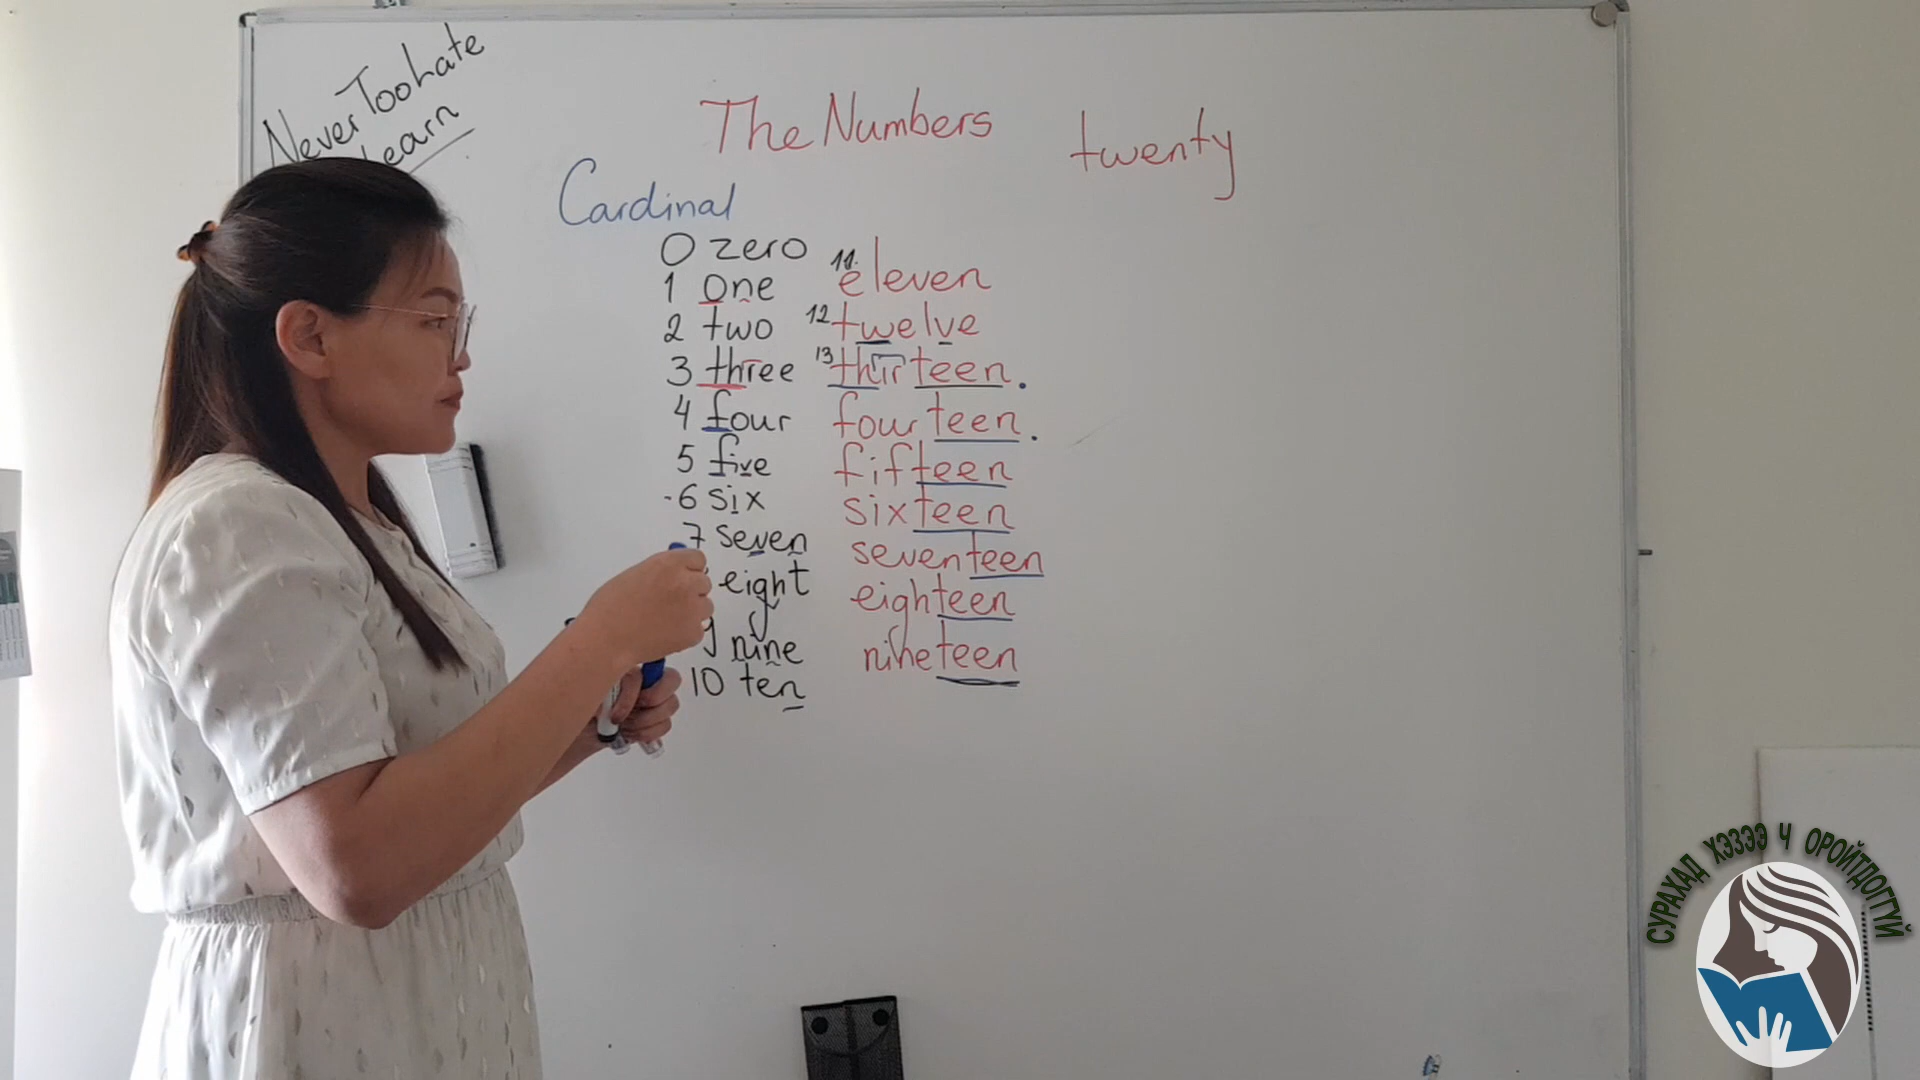 Never Too Late
Learn
The Numbers
twenty
Cardinal
0 zero
1 one
2 two
3 three
4 four
5 five
6 six
7 seven
eight
9 nine
10 ten
11. eleven
12 twelve
13 thirteen.
fourteen.
fifteen
sixteen
seventeen
eighteen
nineteen
СУРАХАД ХЭЗЭЭ Ч ОРОЙТДОГГҮЙ